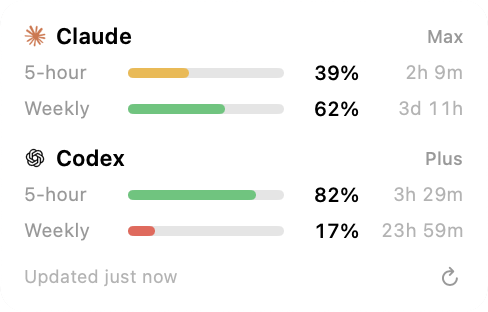 Claude Max
5-hour 39% 2h 9m
Weekly 62% 3d 11h
Codex Plus
5-hour 82% 3h 29m
Weekly 17% 23h 59m
Updated just now